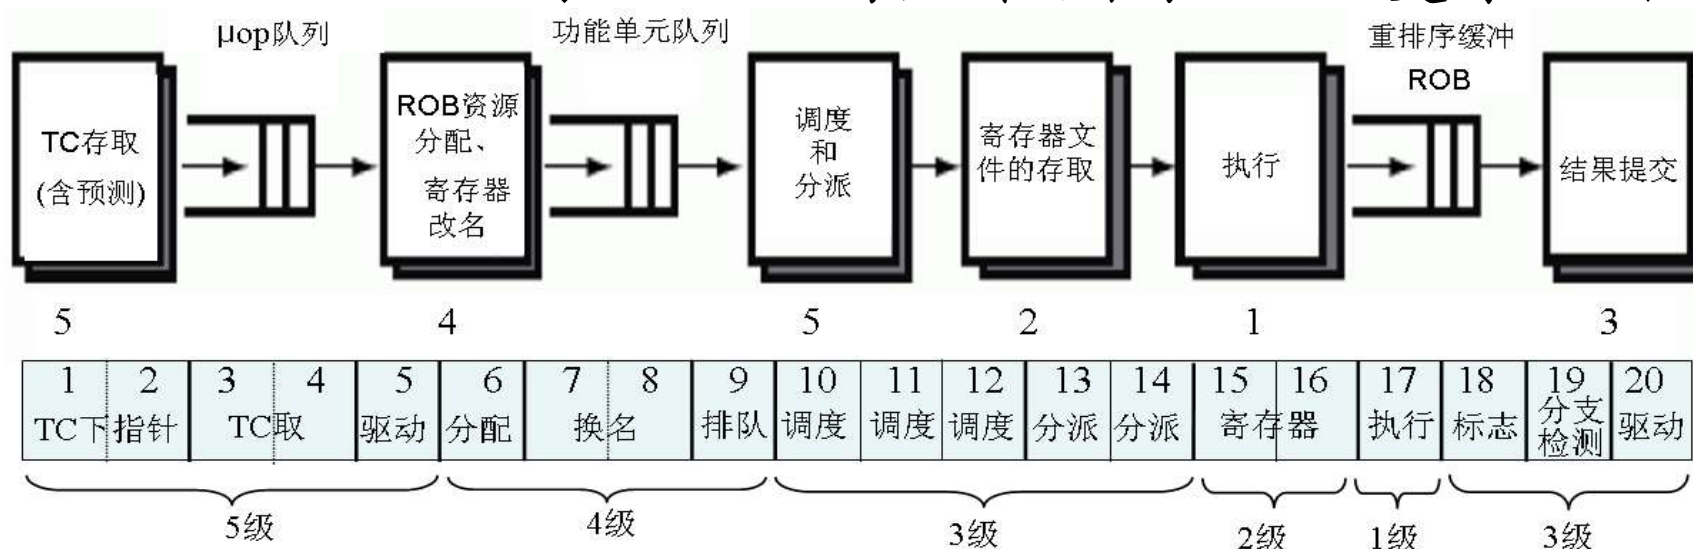 μop队列
功能单元队列
重排序缓冲
ROB
TC存取
(含预测)
ROB资源
分配、
寄存器
改名
调度
和
分派
寄存器文
件的存取
执行
结果提交
5 4 5 2 1 3
1 2 3 4 5 6 7 8 9 10 11 12 13 14 15 16 17 18 19 20
TC下指针 TC取 驱动 分配 换名 排队 调度 调度 调度 分派 分派 寄存器 执行 标志 分支检测 驱动
5级 4级 3级 2级 1级 3级